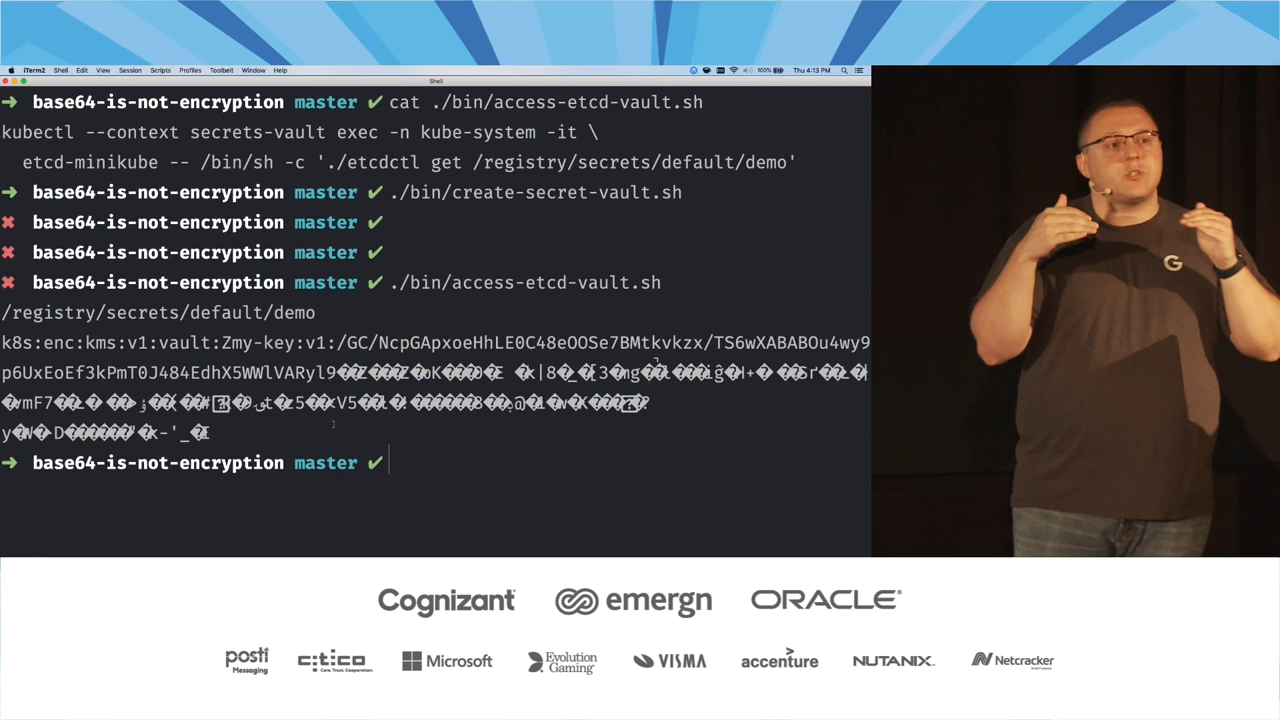 iTerm2 Shell Edit View Session Scripts Profiles Toolbelt Window Help 100% Thu 4:13 PM
Shell
➜ base64-is-not-encryption master ✔ cat ./bin/access-etcd-vault.sh
kubectl --context secrets-vault exec -n kube-system -it \
etcd-minikube -- /bin/sh -c './etcdctl get /registry/secrets/default/demo'
➜ base64-is-not-encryption master ✔ ./bin/create-secret-vault.sh
✖ base64-is-not-encryption master ✔
✖ base64-is-not-encryption master ✔
✖ base64-is-not-encryption master ✔ ./bin/access-etcd-vault.sh
/registry/secrets/default/demo
k8s:enc:kms:v1:vault:Zmy-key:v1:/GC/NcpGApxoeHhLE0C48eOOSe7BMtkvkzx/TS6wXABABOu4wy9
p6UxEoEf3kPmT0J484EdhX5WWlVARyl9
➜ base64-is-not-encryption master ✔
G
Cognizant emergn ORACLE
posti Messaging citico Care. Trust. Cooperation. Microsoft Evolution Gaming VISMA accenture NUTANIX Netcracker